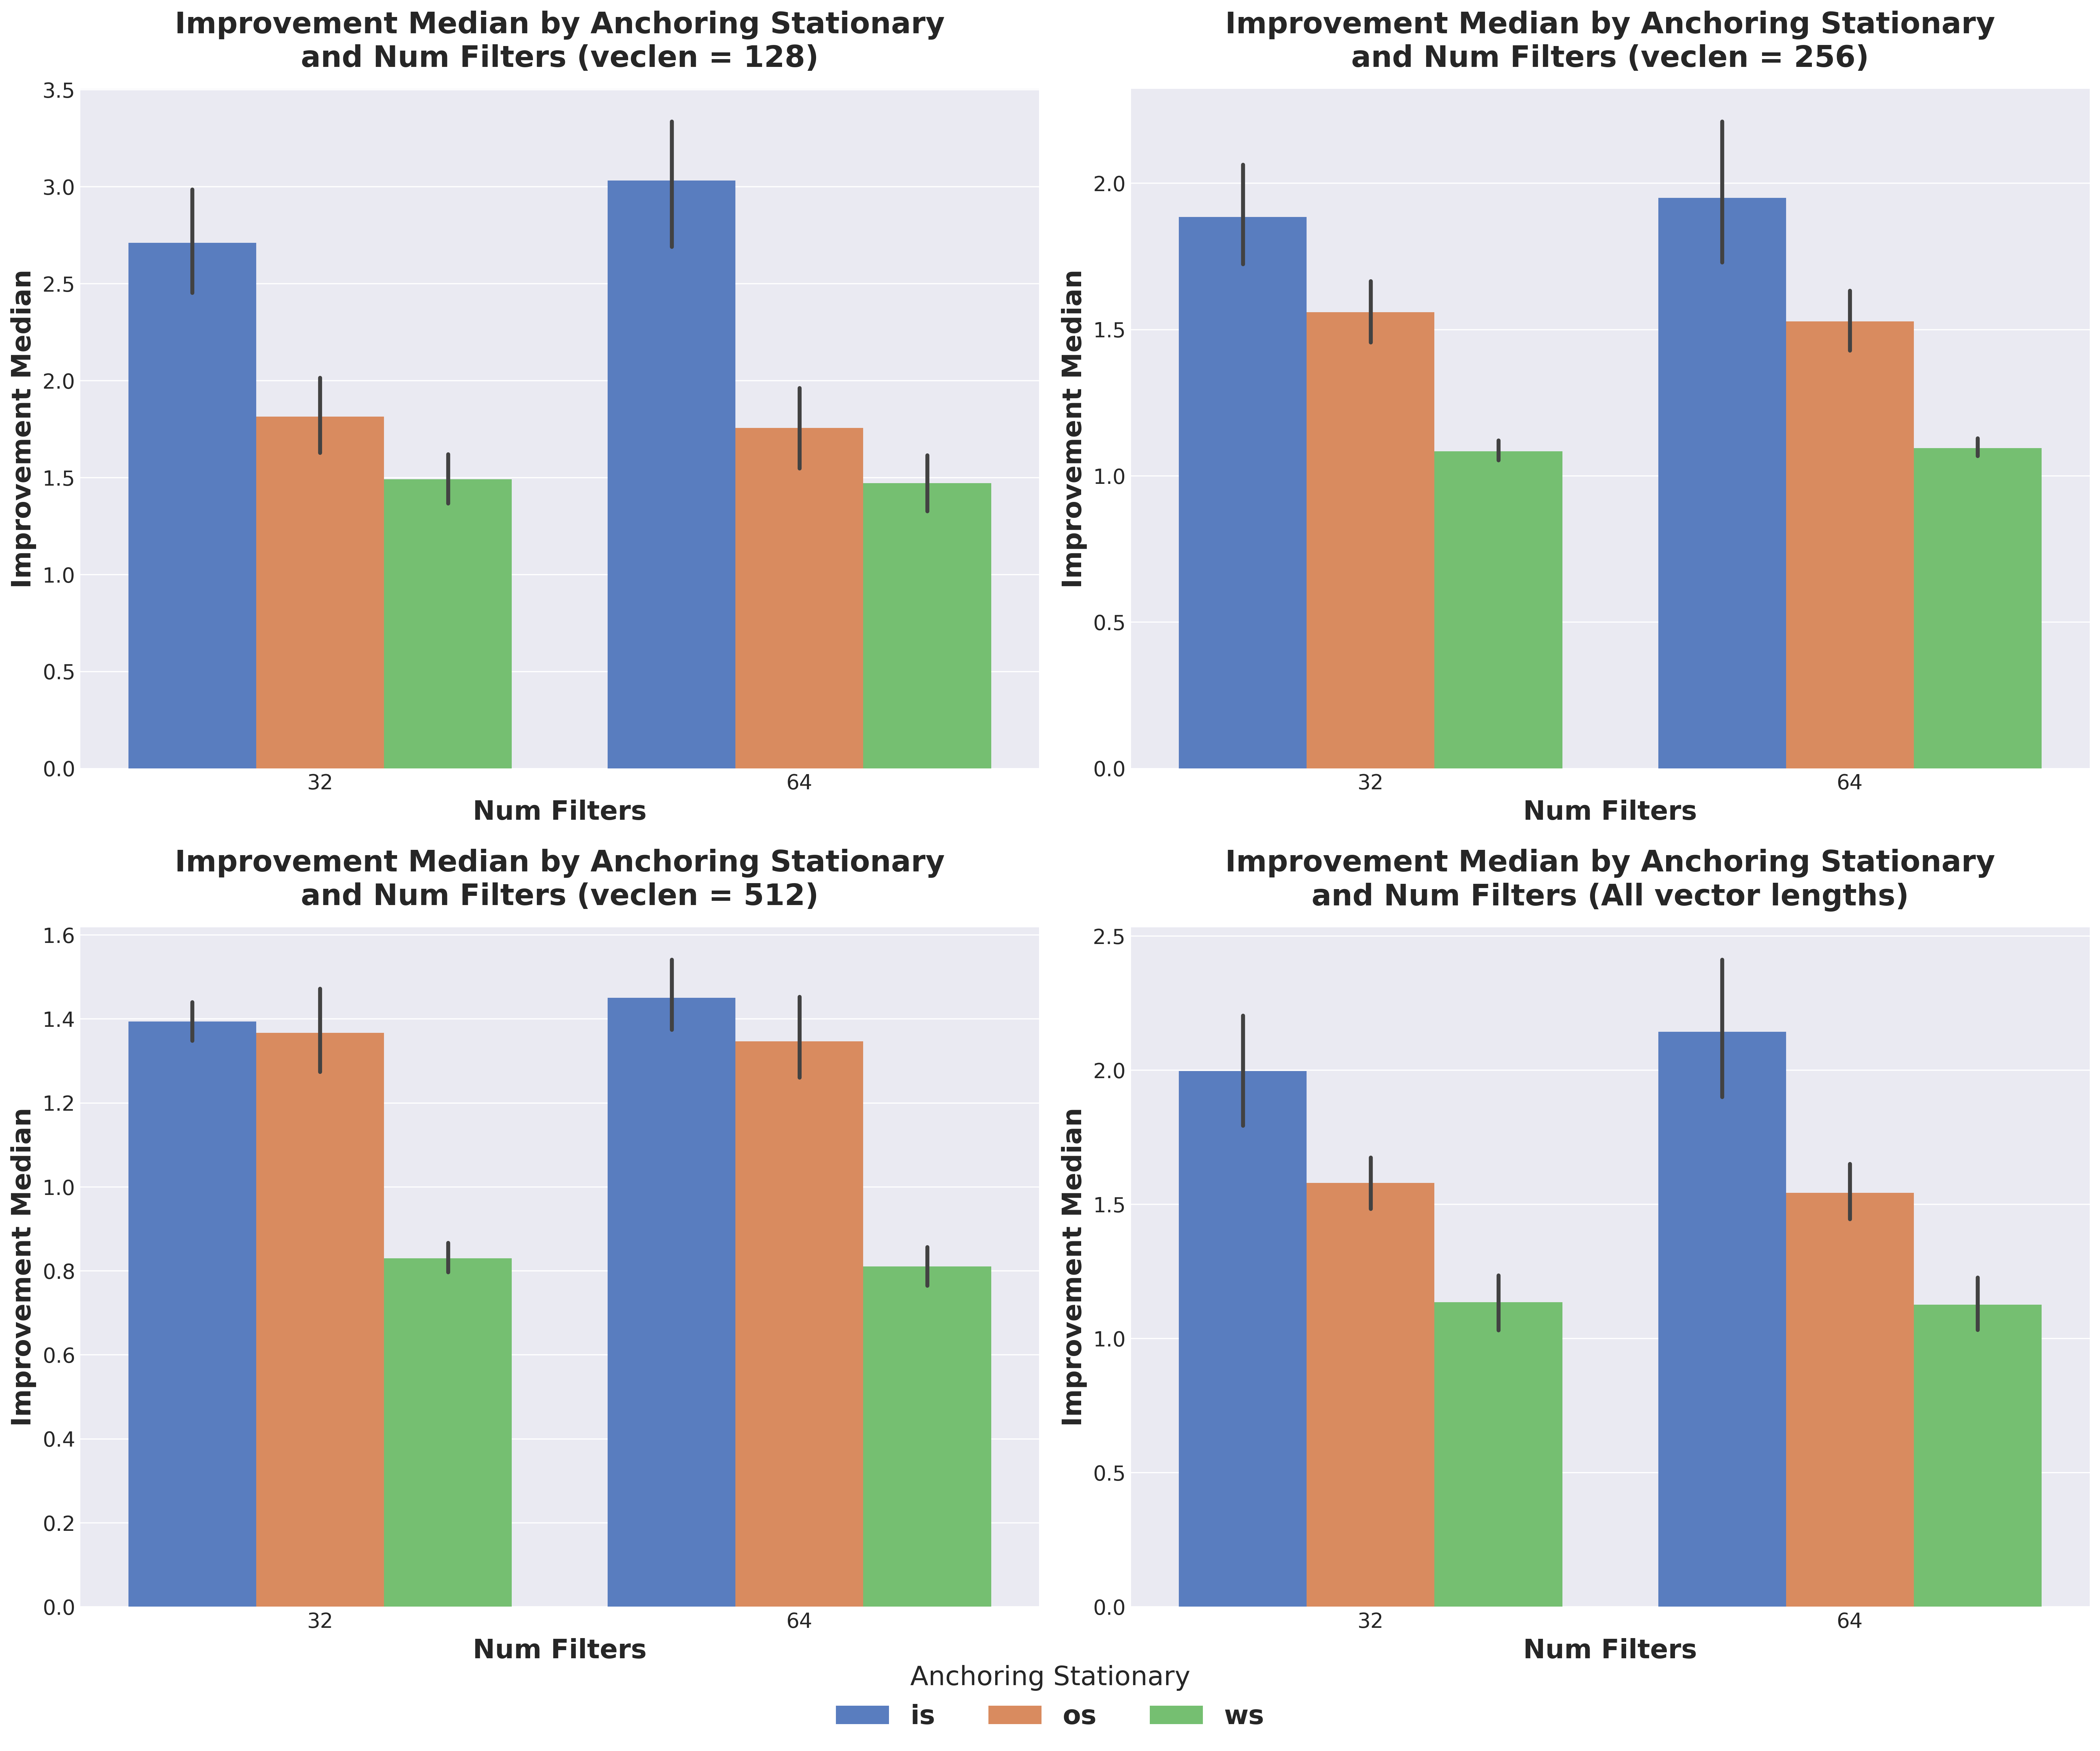 Improvement Median by Anchoring Stationary
and Num Filters (veclen = 128)
3.5
3.0
2.5
2.0
1.5
1.0
0.5
0.0
Improvement Median
32
64
Num Filters
Improvement Median by Anchoring Stationary
and Num Filters (veclen = 256)
2.0
1.5
1.0
0.5
0.0
Improvement Median
32
64
Num Filters
Improvement Median by Anchoring Stationary
and Num Filters (veclen = 512)
1.6
1.4
1.2
1.0
0.8
0.6
0.4
0.2
0.0
Improvement Median
32
64
Num Filters
Improvement Median by Anchoring Stationary
and Num Filters (All vector lengths)
2.5
2.0
1.5
1.0
0.5
0.0
Improvement Median
32
64
Num Filters
Anchoring Stationary
is os ws